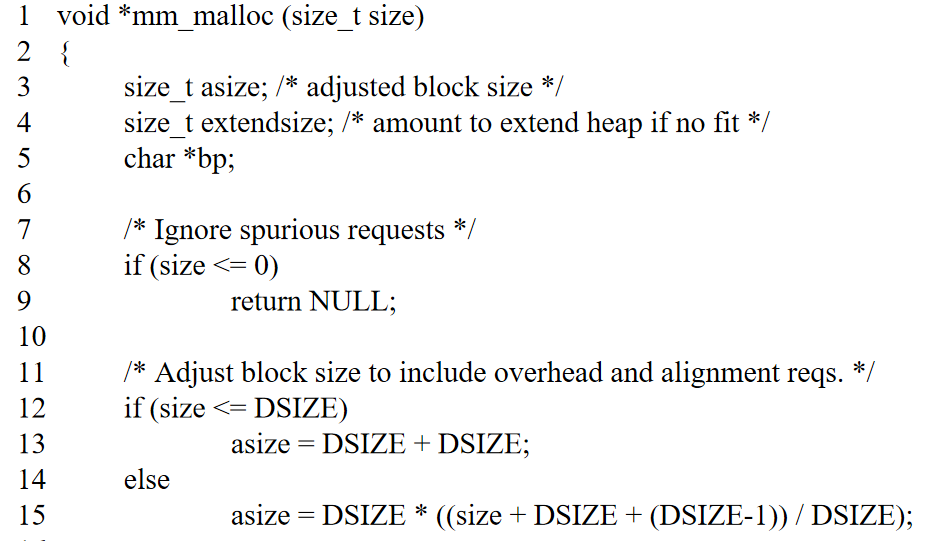 1 void *mm_malloc (size_t size)
2 {
3 size_t asize; /* adjusted block size */
4 size_t extendsize; /* amount to extend heap if no fit */
5 char *bp;
6
7 /* Ignore spurious requests */
8 if (size <= 0)
9 return NULL;
10
11 /* Adjust block size to include overhead and alignment reqs. */
12 if (size <= DSIZE)
13 asize = DSIZE + DSIZE;
14 else
15 asize = DSIZE * ((size + DSIZE + (DSIZE-1)) / DSIZE);